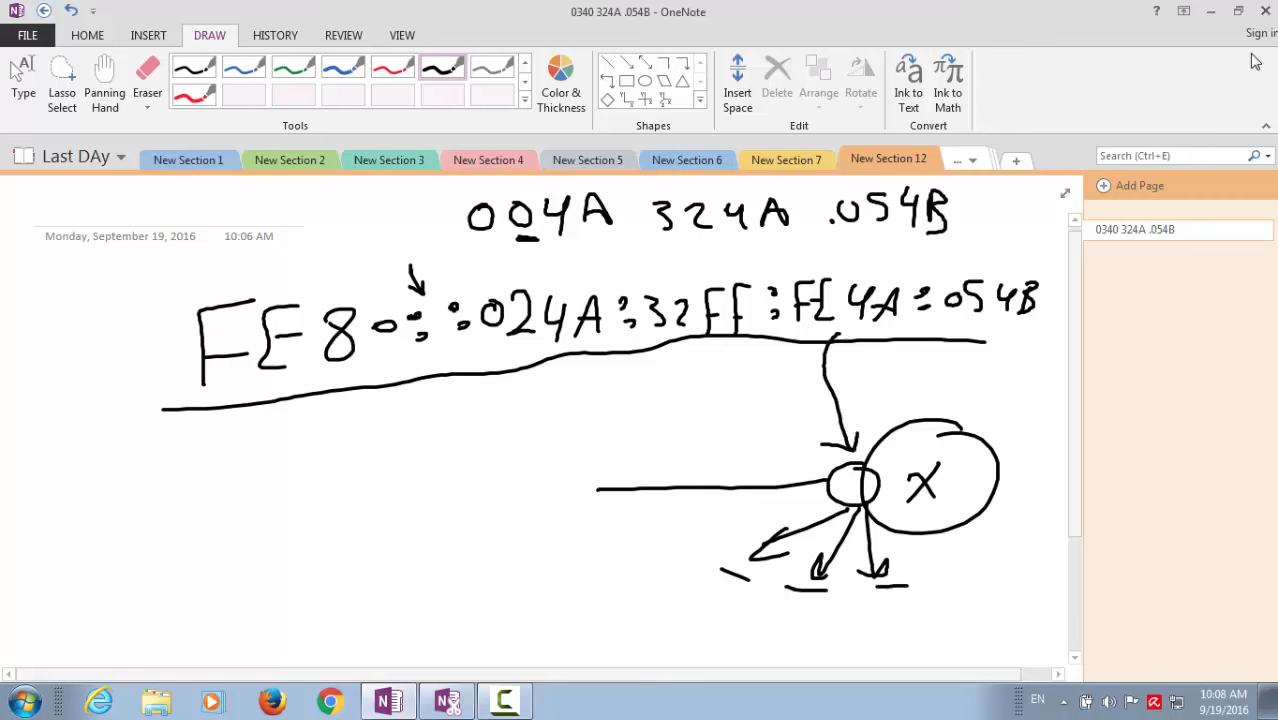 0340 324A .054B - OneNote
? Sign in
FILE HOME INSERT DRAW HISTORY REVIEW VIEW
Type Lasso Select Panning Hand Eraser Color & Thickness Insert Space Delete Arrange Rotate Ink to Text Ink to Math
Tools Shapes Edit Convert
Last DAy New Section 1 New Section 2 New Section 3 New Section 4 New Section 5 New Section 6 New Section 7 New Section 12 ... + Search (Ctrl+E)
Add Page
0340 324A .054B
Monday, September 19, 2016 10:06 AM
004A 324A .054B
FE80::024A:32FF:FE4A:054B
X
EN 10:08 AM
9/19/2016